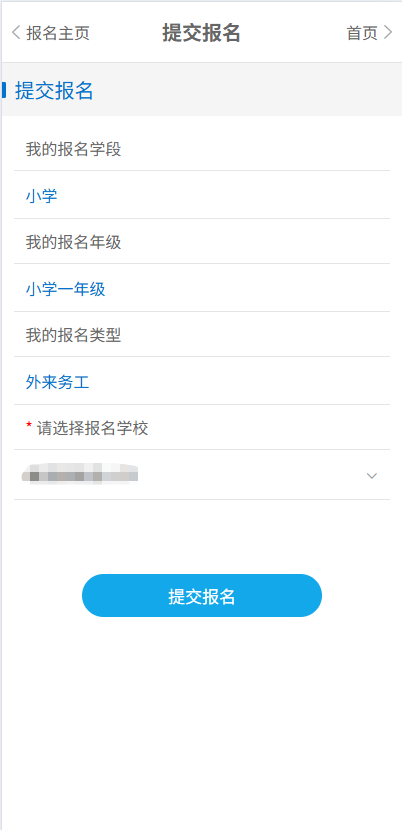 报名主页 提交报名 首页
提交报名
我的报名学段
小学
我的报名年级
小学一年级
我的报名类型
外来务工
* 请选择报名学校
提交报名